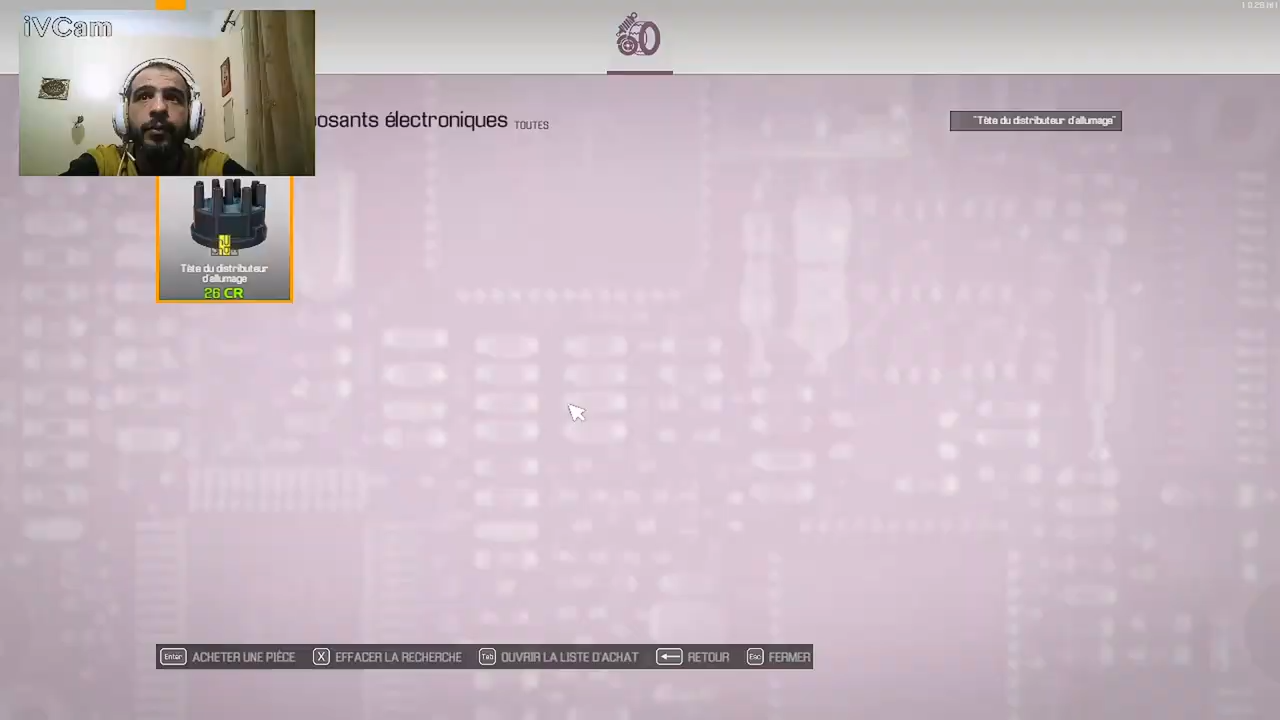 iVCam
posants électroniques TOUTES
"Tête du distributeur d'allumage"
Tête du distributeur
d'allumage
26 CR
Enter ACHETER UNE PIÈCE X EFFACER LA RECHERCHE Tab OUVRIR LA LISTE D'ACHAT RETOUR Esc FERMER